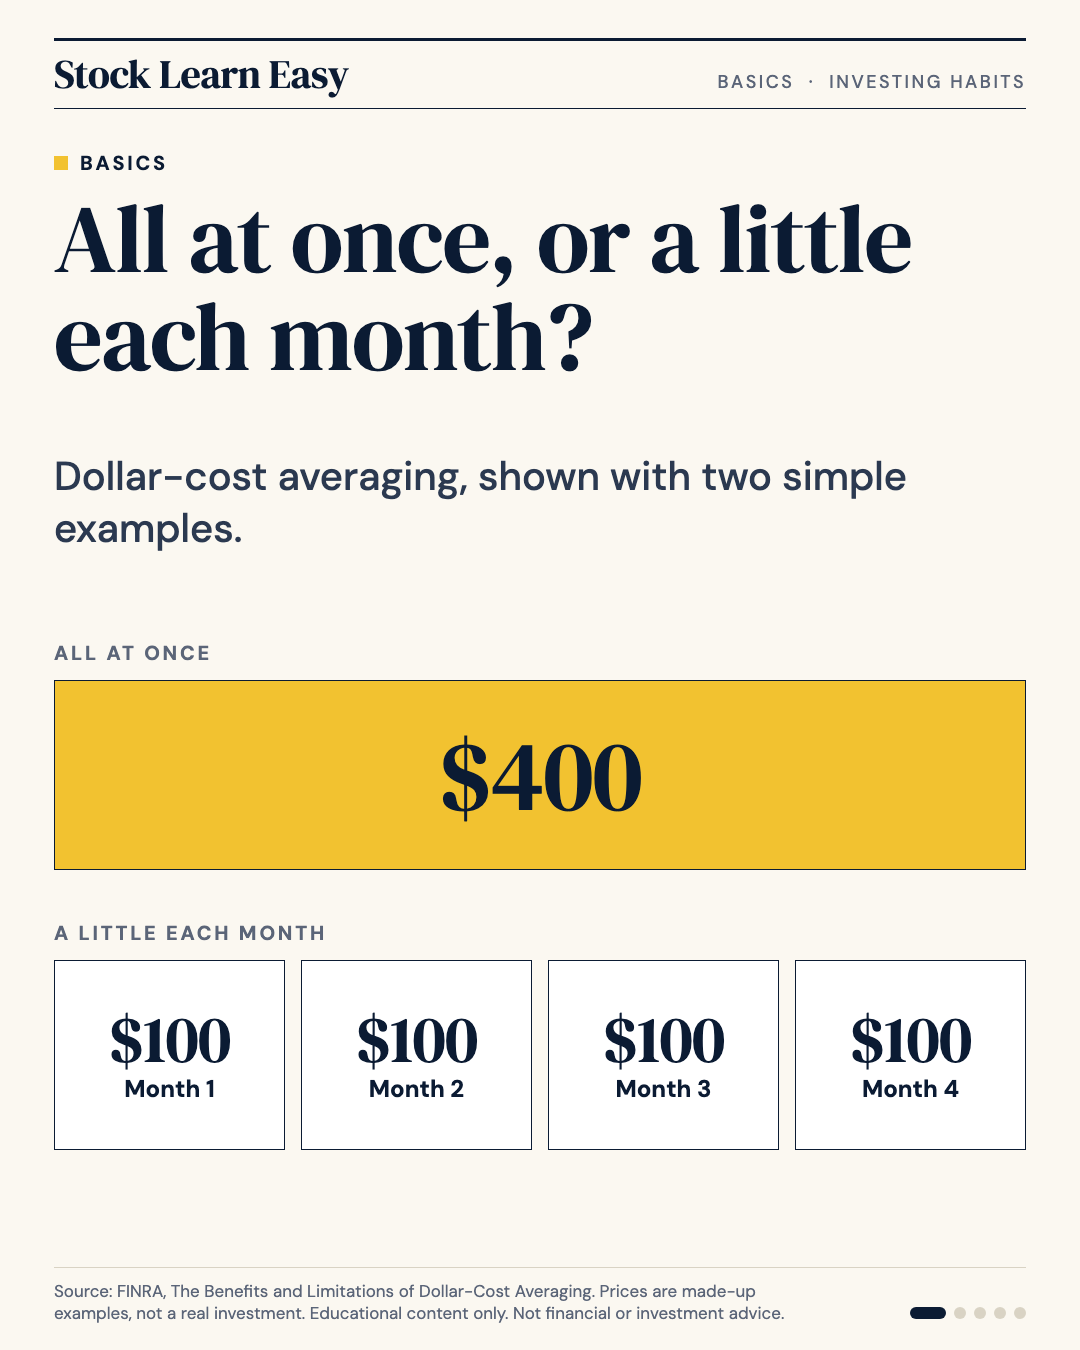 Stock Learn Easy
BASICS · INVESTING HABITS
BASICS
All at once, or a little
each month?
Dollar-cost averaging, shown with two simple
examples.
ALL AT ONCE
$400
A LITTLE EACH MONTH
$100 $100 $100 $100
Month 1 Month 2 Month 3 Month 4
Source: FINRA, The Benefits and Limitations of Dollar-Cost Averaging. Prices are made-up
examples, not a real investment. Educational content only. Not financial or investment advice.